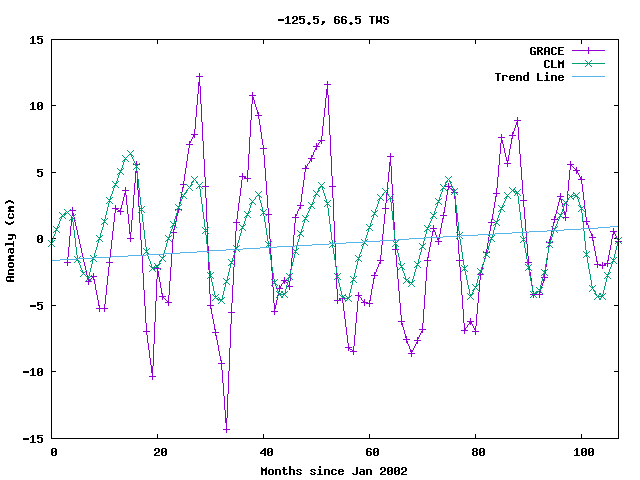 -125.5, 66.5 TWS
GRACE
CLM
Trend Line
Anomaly (cm)
15
10
5
0
-5
-10
-15
0 20 40 60 80 100
Months since Jan 2002